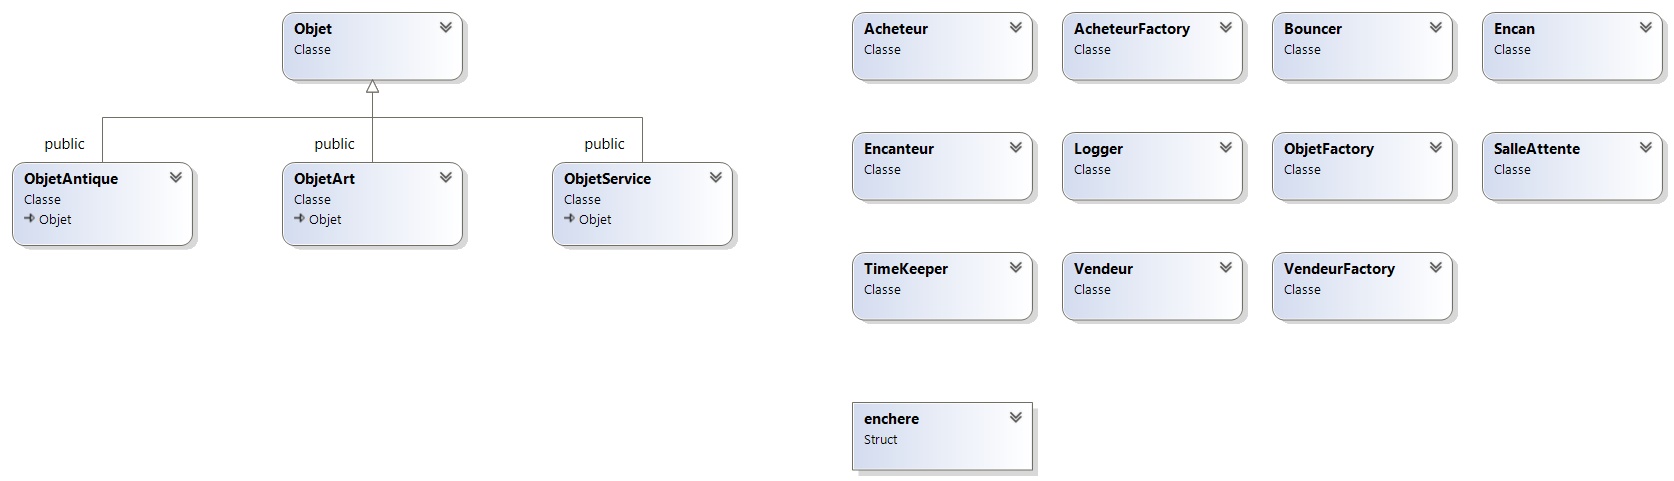 Objet
Classe
public
public
public
ObjetAntique
Classe
Objet
ObjetArt
Classe
Objet
ObjetService
Classe
Objet
Acheteur
Classe
AcheteurFactory
Classe
Bouncer
Classe
Encan
Classe
Encanteur
Classe
Logger
Classe
ObjetFactory
Classe
SalleAttente
Classe
TimeKeeper
Classe
Vendeur
Classe
VendeurFactory
Classe
enchere
Struct